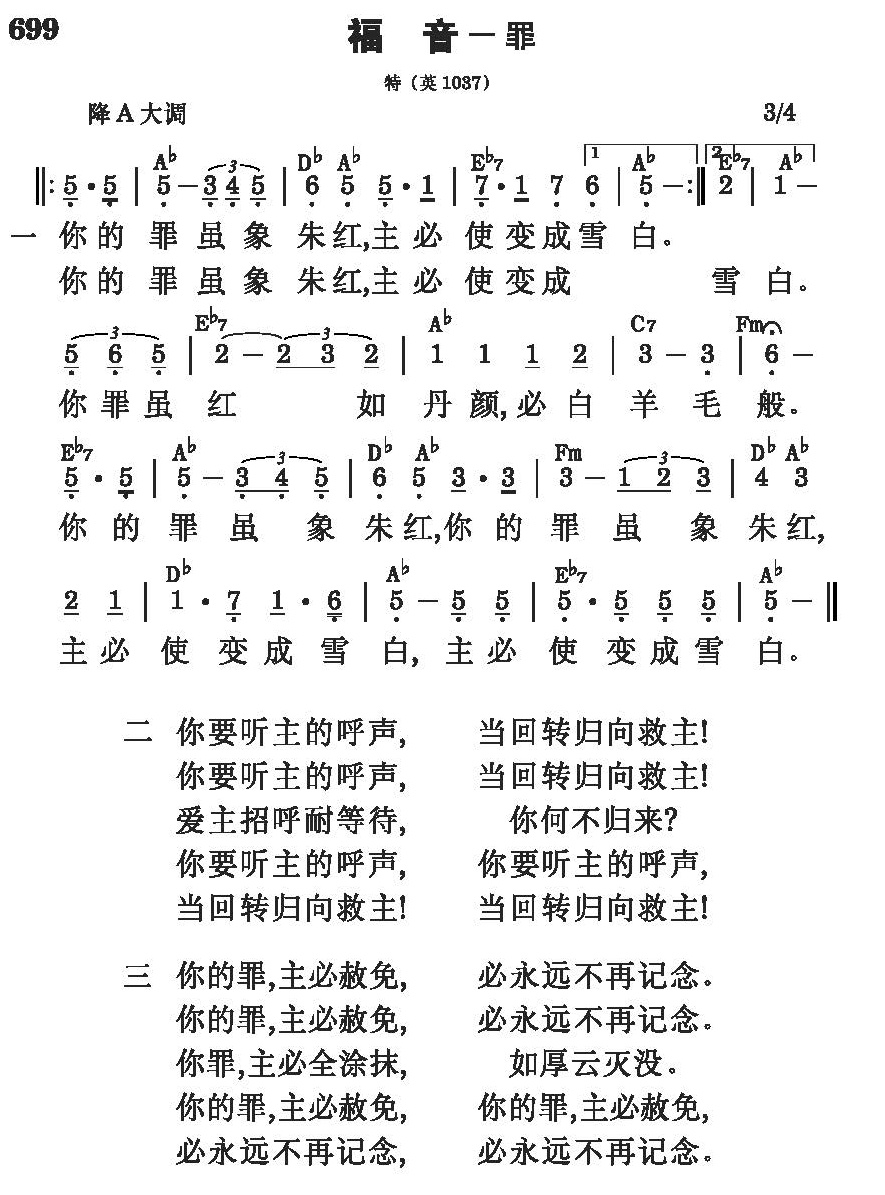 699
福 音－罪
特（英1037）
降A大调 3/4
A♭ D♭ A♭ E♭7 1 A♭ 2 E♭7 A♭
‖: 5 · 5 | 5 － 3 4 5 | 6 5 5 · 1 | 7 · 1 7 6 | 5 － :‖ 2 | 1 －
一 你的 罪虽象 朱红,主必 使变成雪 白。
你的 罪虽象 朱红,主必 使变成 雪 白。
3 E♭7 3 A♭ C7 Fm
5 6 5 | 2 － 2 3 2 | 1 1 1 2 | 3 － 3 | 6 －
你罪虽 红 如 丹颜,必白 羊 毛 般。
E♭7 A♭ 3 D♭ A♭ Fm 3 D♭ A♭
5 · 5 | 5 － 3 4 5 | 6 5 3 · 3 | 3 － 1 2 3 | 4 3
你 的 罪 虽 象 朱红,你 的 罪 虽 象 朱红,
D♭ A♭ E♭7 A♭
2 1 | 1 · 7 1 · 6 | 5 － 5 5 | 5 · 5 5 5 | 5 － ‖
主必 使 变成 雪 白, 主必 使 变成雪 白。
二 你要听主的呼声, 当回转归向救主!
你要听主的呼声, 当回转归向救主!
爱主招呼耐等待, 你何不归来?
你要听主的呼声, 你要听主的呼声,
当回转归向救主! 当回转归向救主!
三 你的罪,主必赦免, 必永远不再记念。
你的罪,主必赦免, 必永远不再记念。
你罪,主必全涂抹, 如厚云灭没。
你的罪,主必赦免, 你的罪,主必赦免,
必永远不再记念, 必永远不再记念。